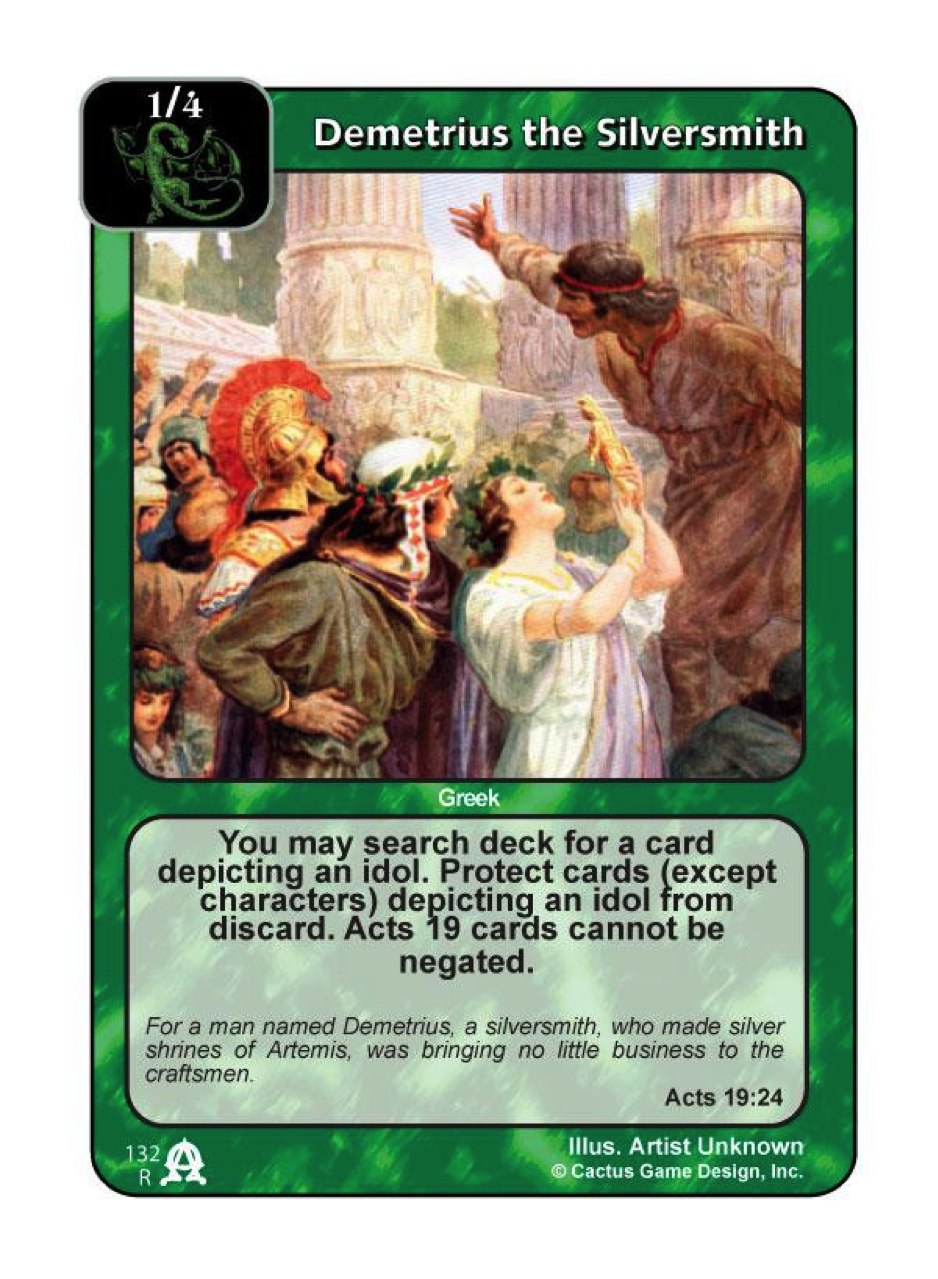 1/4
Demetrius the Silversmith
Greek
You may search deck for a card
depicting an idol. Protect cards (except
characters) depicting an idol from
discard. Acts 19 cards cannot be
negated.
For a man named Demetrius, a silversmith, who made silver
shrines of Artemis, was bringing no little business to the
craftsmen.
Acts 19:24
132
R
Illus. Artist Unknown
© Cactus Game Design, Inc.